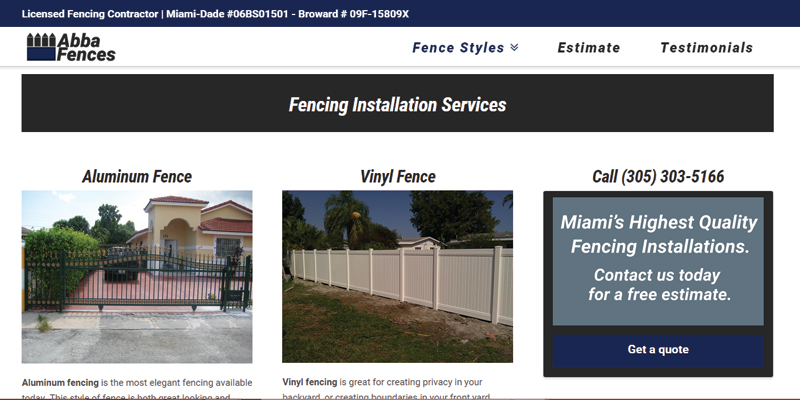 Licensed Fencing Contractor | Miami-Dade #06BS01501 - Broward # 09F-15809X
Abba
Fences
Fence Styles
Estimate
Testimonials
Fencing Installation Services
Aluminum Fence
Vinyl Fence
Call (305) 303-5166
Miami's Highest Quality
Fencing Installations.
Contact us today
for a free estimate.
Get a quote
Aluminum fencing is the most elegant fencing available
today. This style of fence is both great looking and
Vinyl fencing is great for creating privacy in your
backyard, or creating boundaries in your front yard